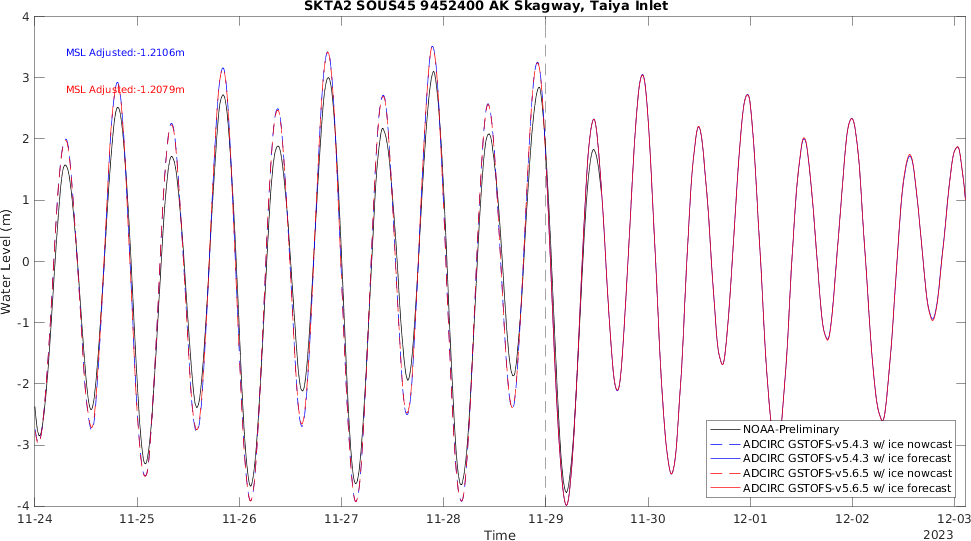 SKTA2 SOUS45 9452400 AK Skagway, Taiya Inlet
MSL Adjusted:-1.2106m
MSL Adjusted:-1.2079m
Water Level (m)
4
3
2
1
0
-1
-2
-3
-4
NOAA-Preliminary
ADCIRC GSTOFS-v5.4.3 w/ ice nowcast
ADCIRC GSTOFS-v5.4.3 w/ ice forecast
ADCIRC GSTOFS-v5.6.5 w/ ice nowcast
ADCIRC GSTOFS-v5.6.5 w/ ice forecast
11-24 11-25 11-26 11-27 11-28 11-29 11-30 12-01 12-02 12-03
Time
2023